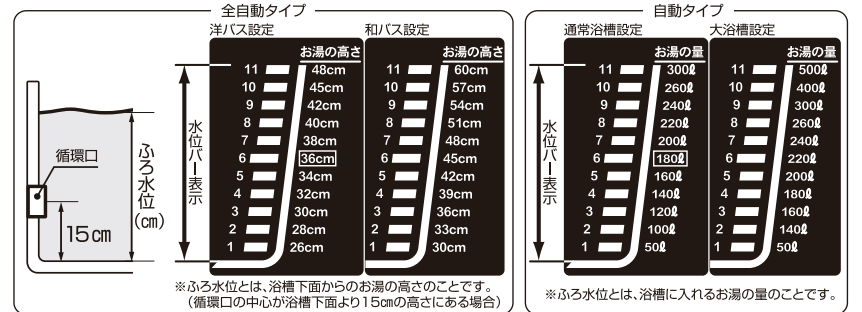 全自動タイプ
洋バス設定
お湯の高さ
11 48cm
10 45cm
9 42cm
8 40cm
7 38cm
6 36cm
5 34cm
4 32cm
3 30cm
2 28cm
1 26cm
和バス設定
お湯の高さ
11 60cm
10 57cm
9 54cm
8 51cm
7 48cm
6 45cm
5 42cm
4 39cm
3 36cm
2 33cm
1 30cm
水位バー表示
循環口
15cm
ふろ水位(cm)
※ふろ水位とは、浴槽下面からのお湯の高さのことです。
(循環口の中心が浴槽下面より15cmの高さにある場合)
自動タイプ
通常浴槽設定
お湯の量
11 300ℓ
10 260ℓ
9 240ℓ
8 220ℓ
7 200ℓ
6 180ℓ
5 160ℓ
4 140ℓ
3 120ℓ
2 100ℓ
1 50ℓ
大浴槽設定
お湯の量
11 500ℓ
10 400ℓ
9 300ℓ
8 260ℓ
7 240ℓ
6 220ℓ
5 200ℓ
4 180ℓ
3 160ℓ
2 140ℓ
1 50ℓ
水位バー表示
※ふろ水位とは、浴槽に入れるお湯の量のことです。